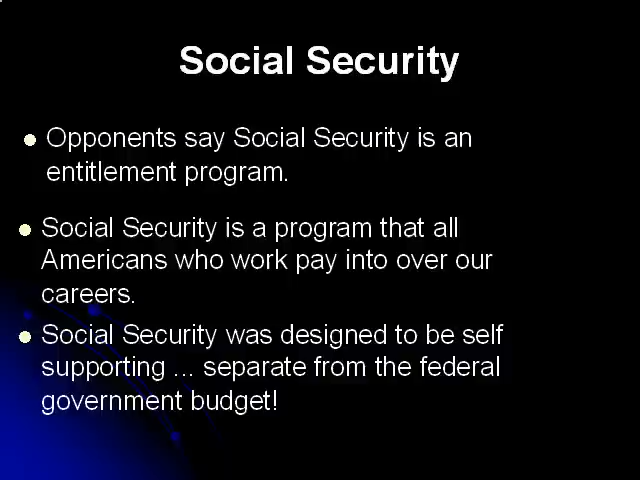 Social Security
● Opponents say Social Security is an
entitlement program.
● Social Security is a program that all
Americans who work pay into over our
careers.
● Social Security was designed to be self
supporting ... separate from the federal
government budget!